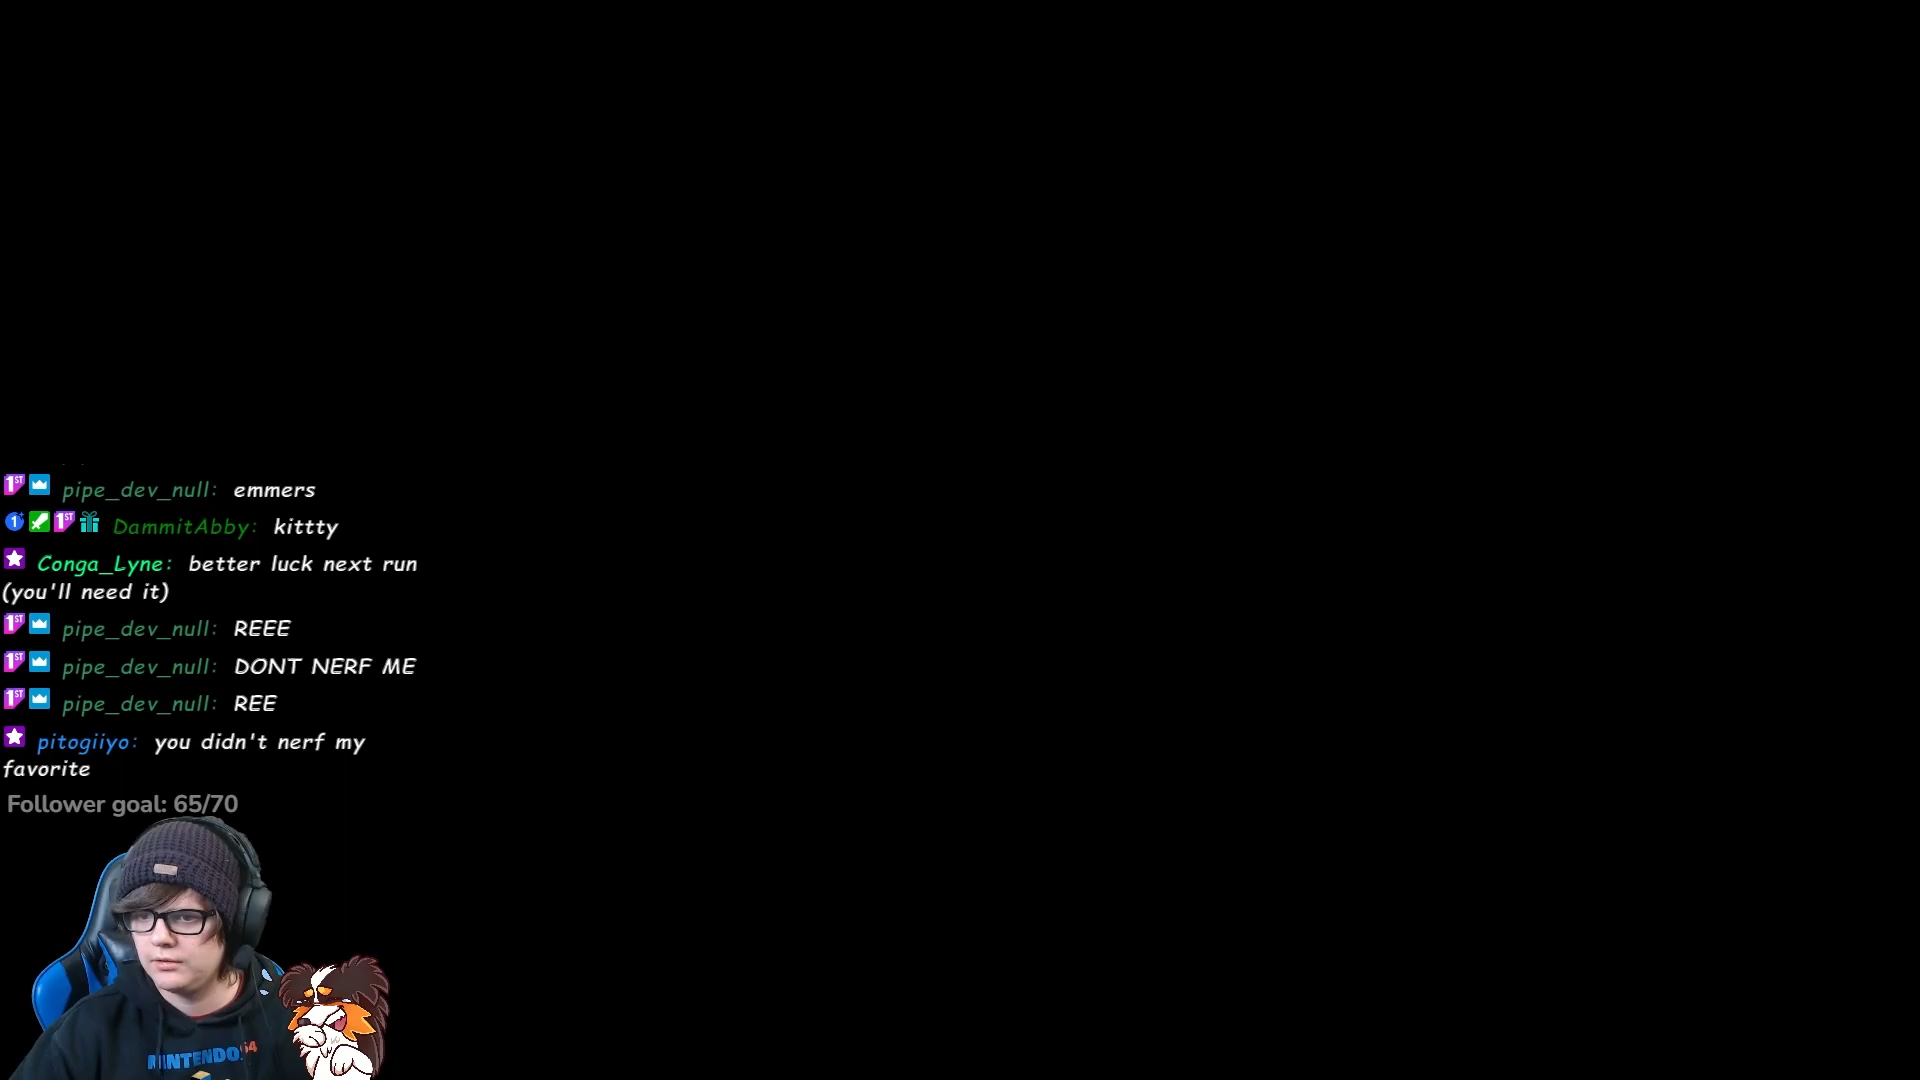 pipe_dev_null: emmers
DammitAbby: kittty
Conga_Lyne: better luck next run
(you'll need it)
pipe_dev_null: REEE
pipe_dev_null: DONT NERF ME
pipe_dev_null: REE
pitogiiyo: you didn't nerf my
favorite
Follower goal: 65/70
NINTENDO 64